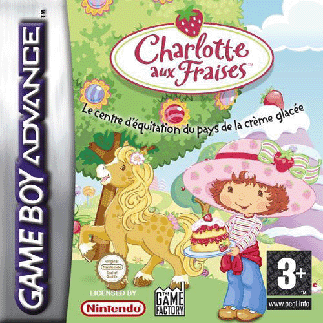 GAME BOY ADVANCE
Charlotte
aux Fraises™
Le centre d'équitation du pays de la crème glacée
LICENSED BY
Nintendo
THE
GAME
FACTORY
3+
www.pegi.info